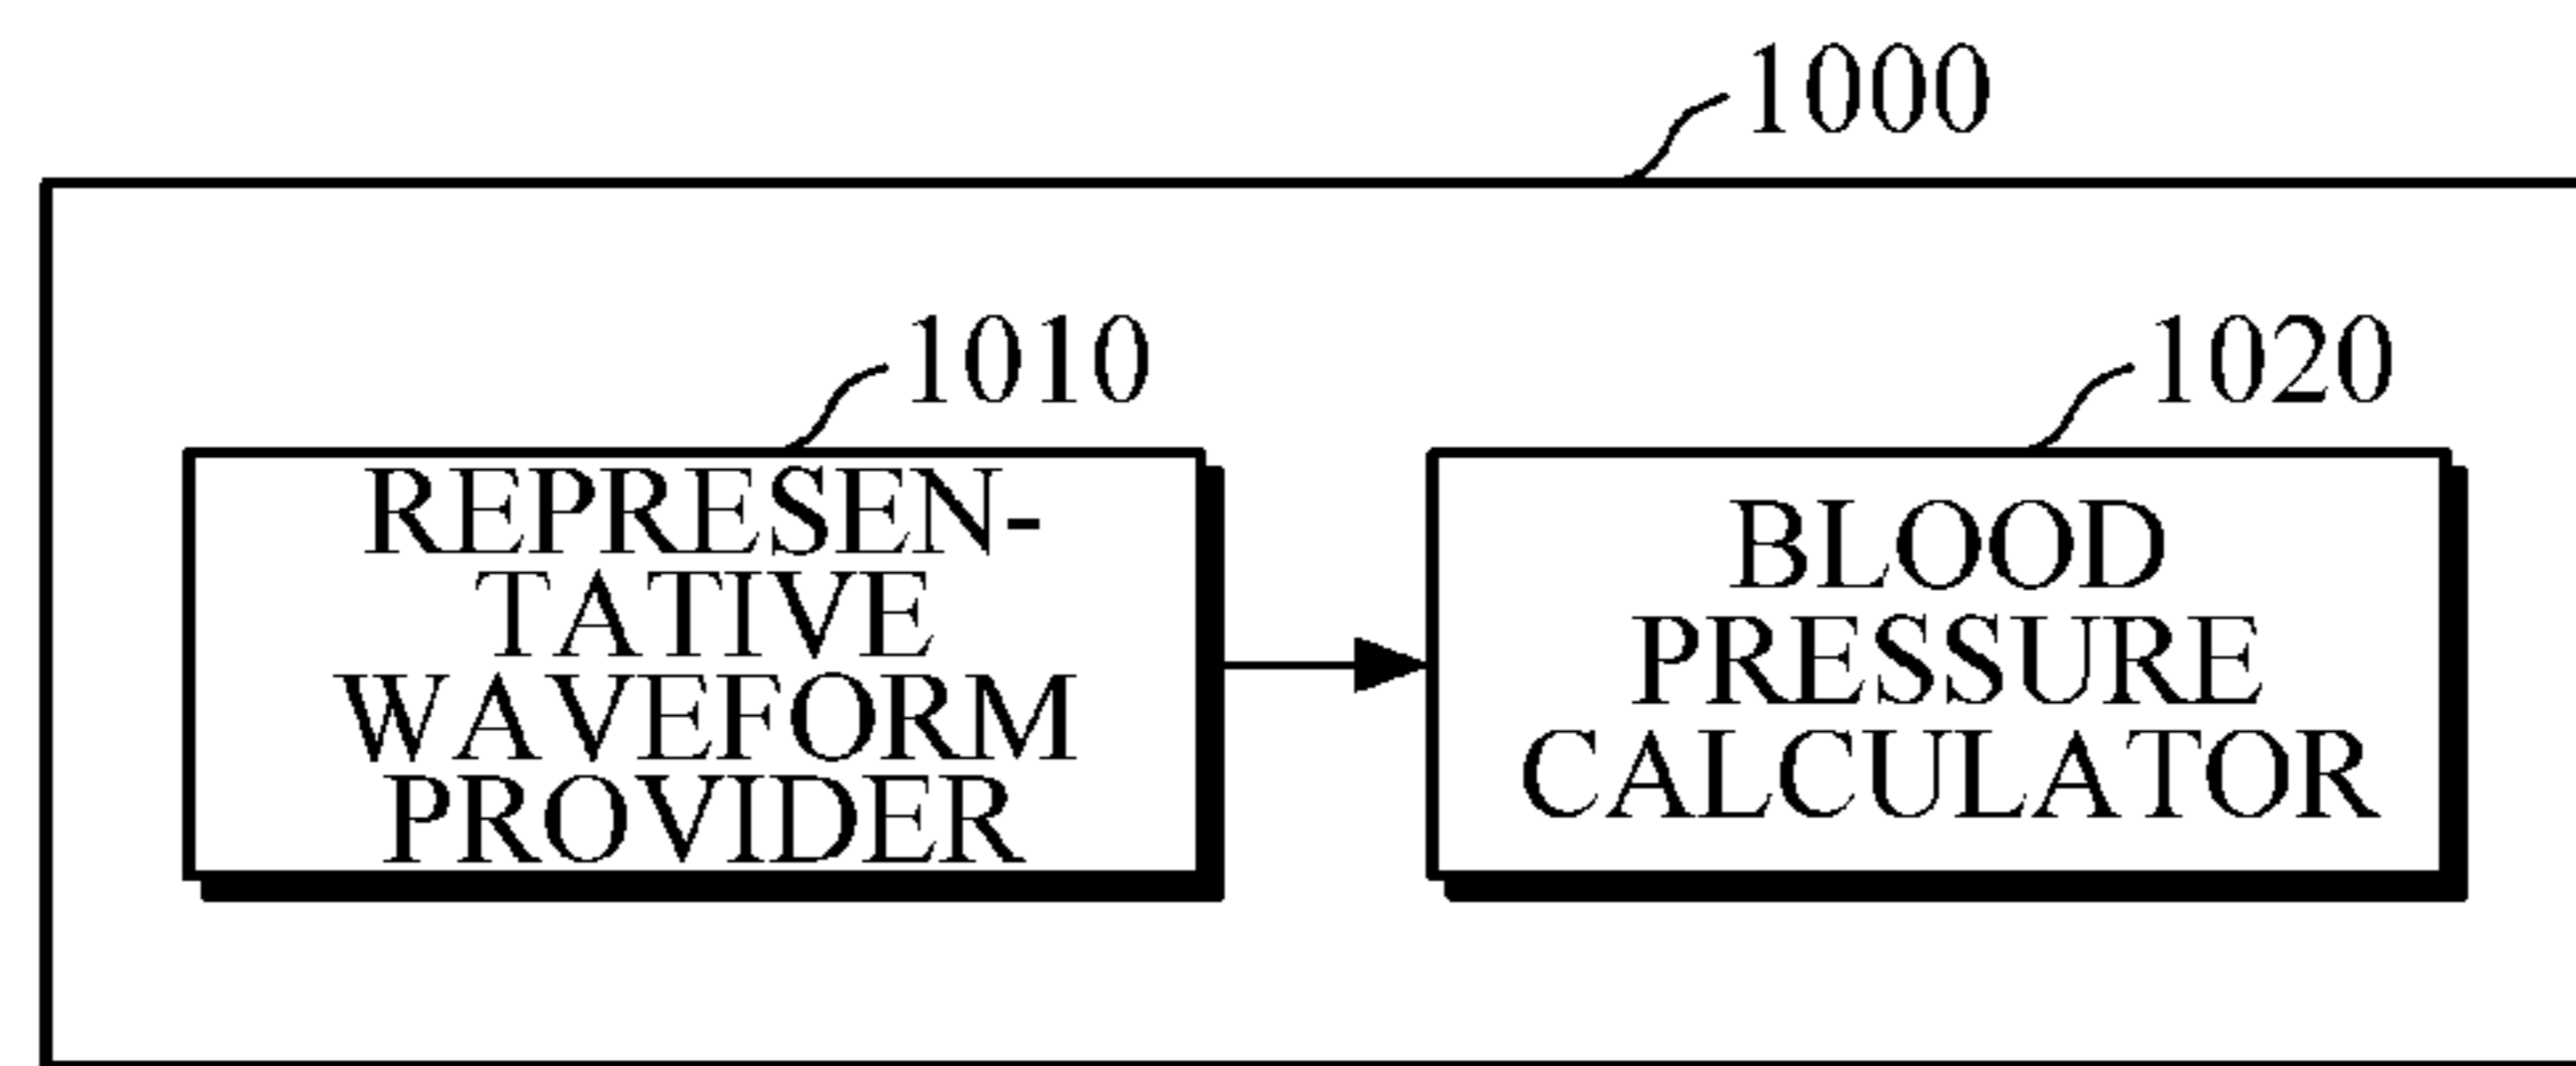 1000
1010
REPRESEN-
TATIVE
WAVEFORM
PROVIDER
1020
BLOOD
PRESSURE
CALCULATOR